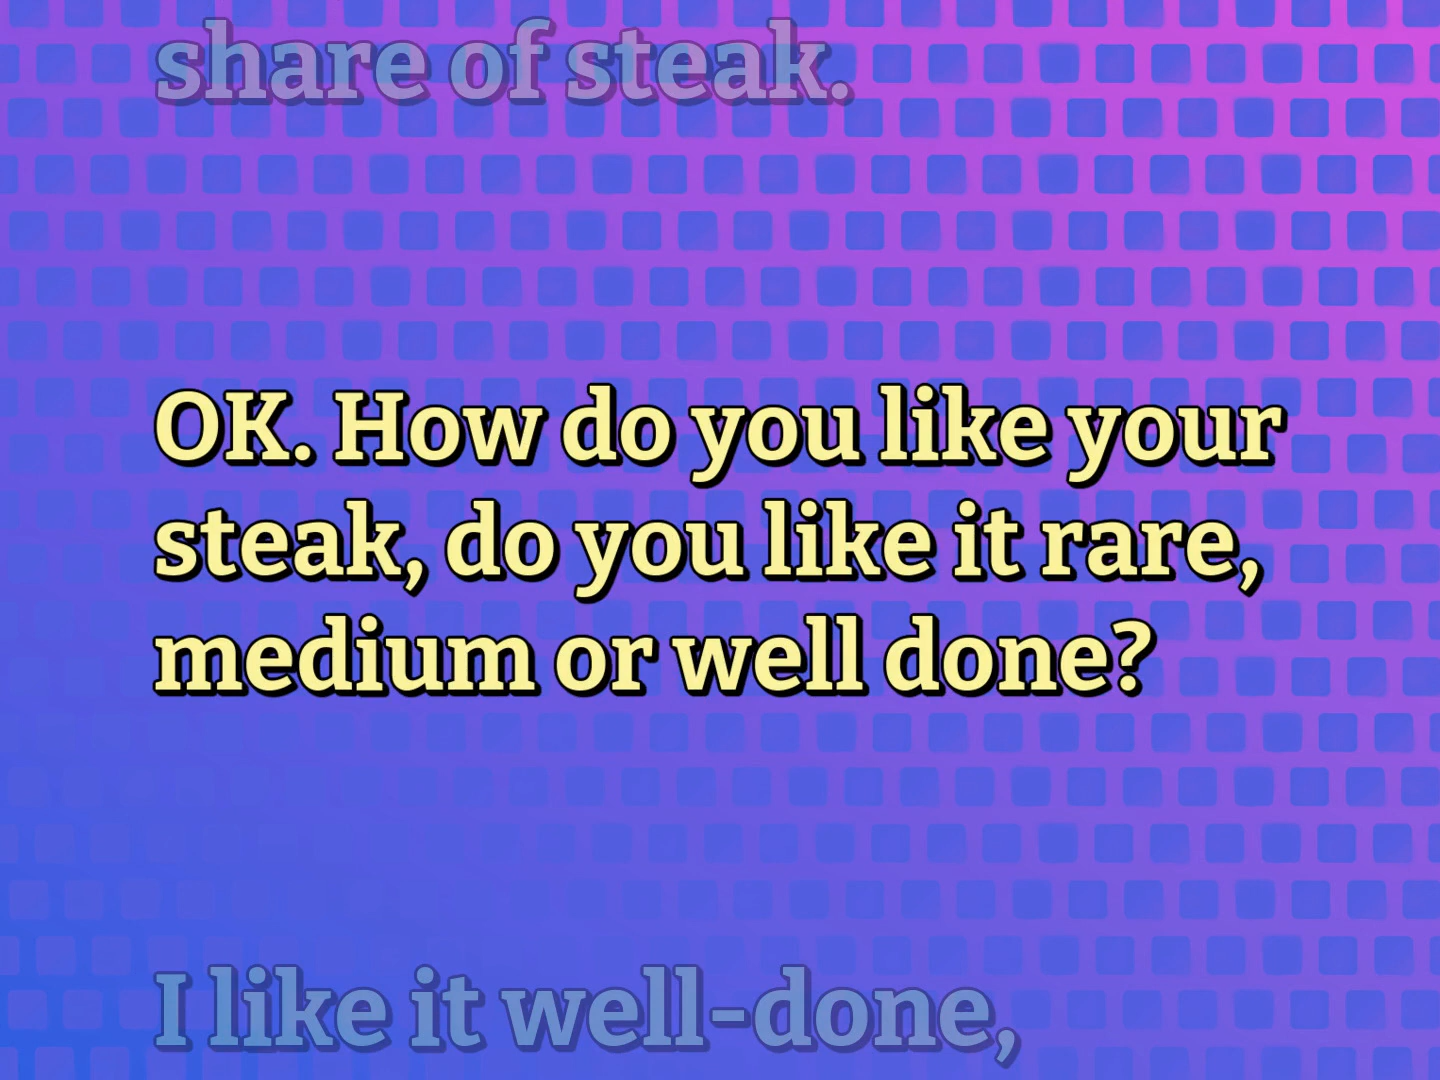 share of steak.
OK. How do you like your
steak, do you like it rare,
medium or well done?
I like it well-done,